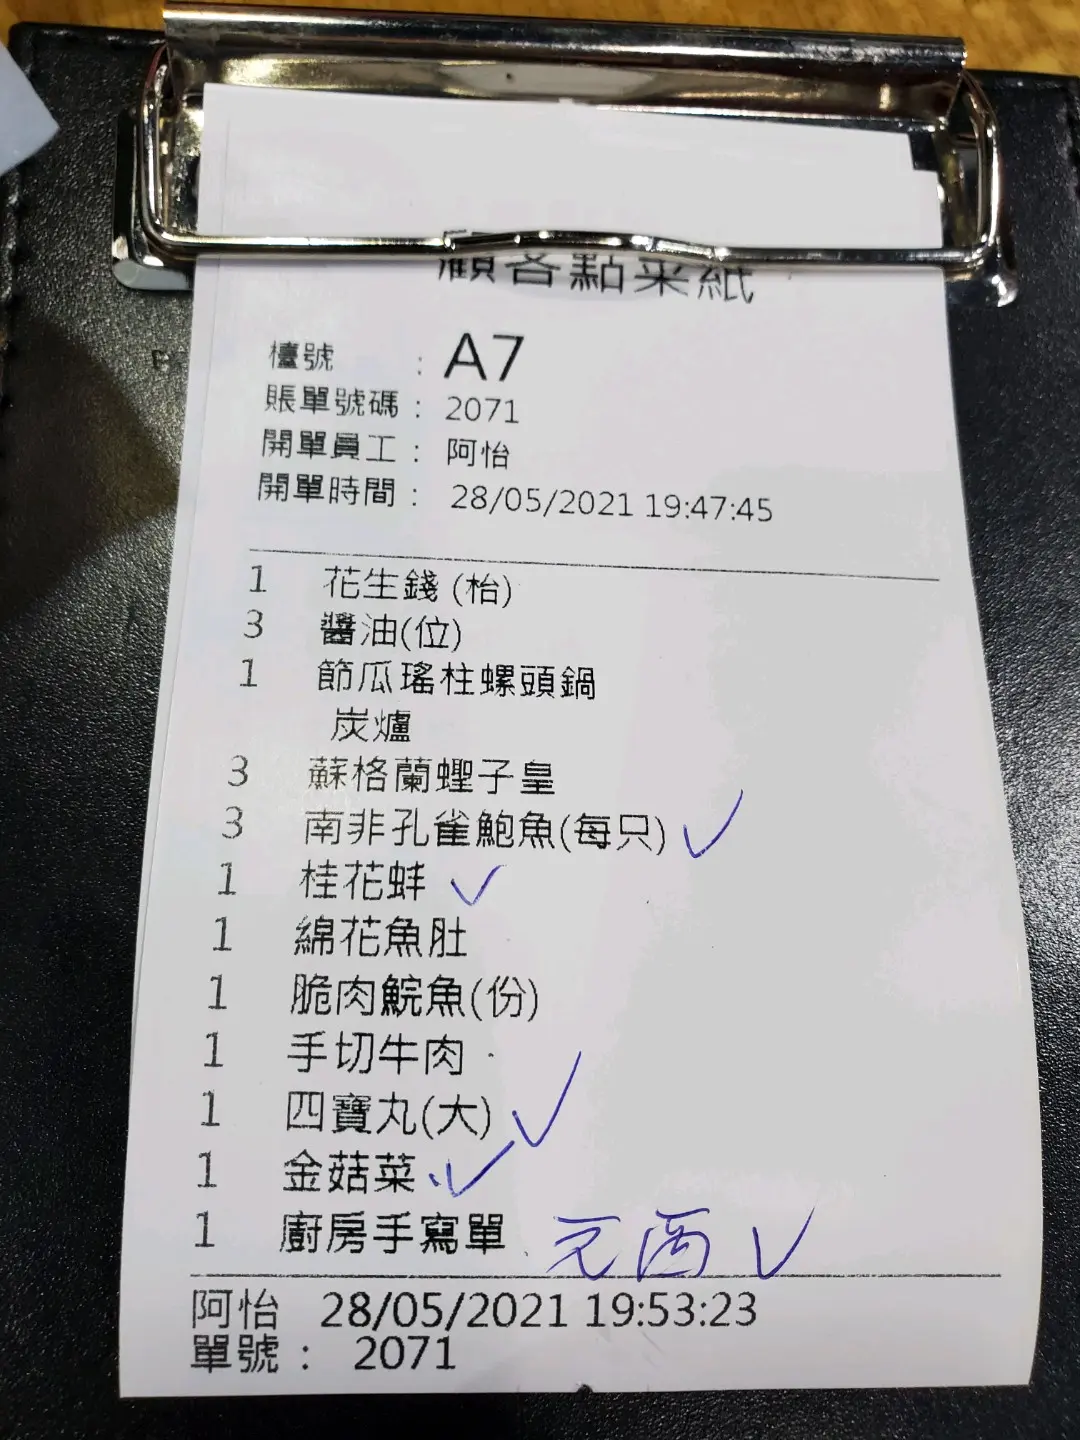 顧客點菜紙
檯號 : A7
賬單號碼 : 2071
開單員工 : 阿怡
開單時間 : 28/05/2021 19:47:45
1 花生錢 (枱)
3 醬油(位)
1 節瓜瑤柱螺頭鍋
炭爐
3 蘇格蘭蟶子皇
3 南非孔雀鮑魚(每只) ✓
1 桂花蚌 ✓
1 綿花魚肚
1 脆肉鯇魚(份)
1 手切牛肉
1 四寶丸(大) ✓
1 金菇菜 ✓
1 廚房手寫單 ✓
阿怡 28/05/2021 19:53:23
單號 : 2071